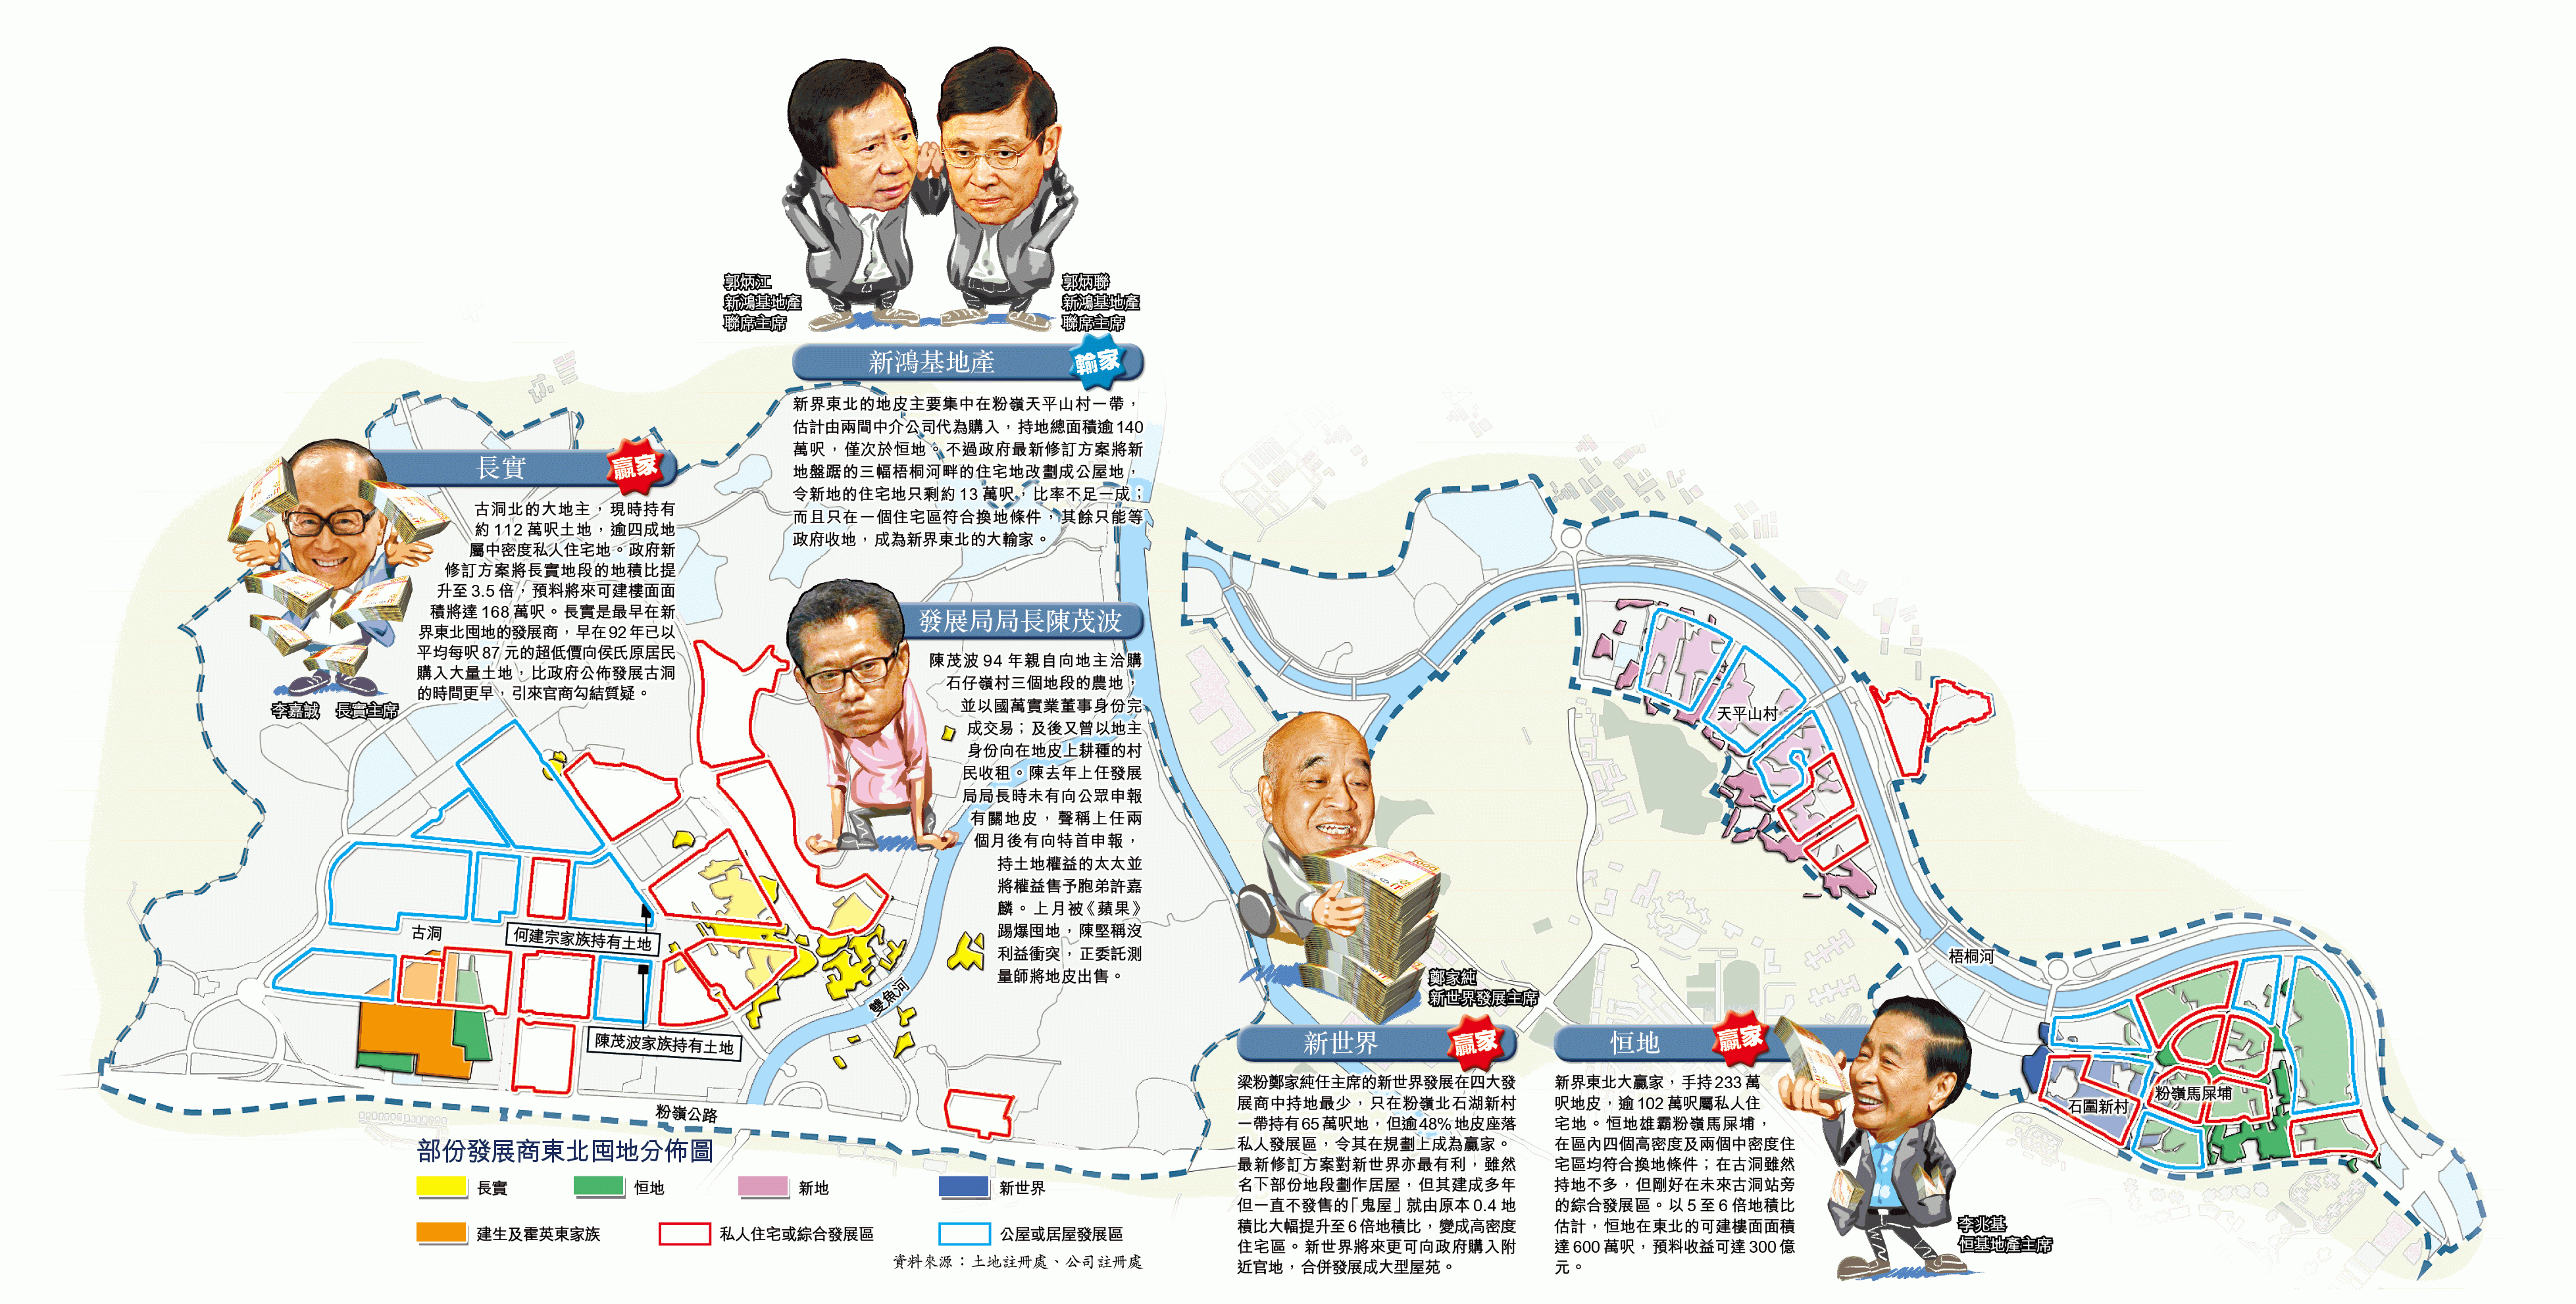 郭炳江
新鴻基地產
聯席主席
郭炳聯
新鴻基地產
聯席主席
新鴻基地產
輸家
新界東北的地皮主要集中在粉嶺天平山村一帶，
估計由兩間中介公司代為購入，持地總面積逾140
萬呎，僅次於恒地。不過政府最新修訂方案將新
地盤踞的三幅梧桐河畔的住宅地改劃成公屋地，
令新地的住宅地只剩約13萬呎，比率不足一成；
而且只在一個住宅區符合換地條件，其餘只能等
政府收地，成為新界東北的大輸家。
長實
贏家
古洞北的大地主，現時持有
約112萬呎土地，逾四成地
屬中密度私人住宅地。政府新
修訂方案將長實地段的地積比提
升至3.5倍，預料將來可建樓面面
積將達168萬呎。長實是最早在新
界東北囤地的發展商，早在92年已以
平均每呎87元的超低價向侯氏原居民
購入大量土地，比政府公佈發展古洞
的時間更早，引來官商勾結質疑。
李嘉誠　長實主席
發展局局長陳茂波
陳茂波94年親自向地主洽購
石仔嶺村三個地段的農地，
並以國萬實業董事身份完
成交易；及後又曾以地主
身份向在地皮上耕種的村
民收租。陳去年上任發展
局局長時未有向公眾申報
有關地皮，聲稱上任兩
個月後有向特首申報，
持土地權益的太太並
將權益售予胞弟許嘉
麟。上月被《蘋果》
踢爆囤地，陳堅稱沒
利益衝突，正委託測
量師將地皮出售。
古洞
何建宗家族持有土地
陳茂波家族持有土地
雙魚河
粉嶺公路
天平山村
梧桐河
石圍新村
粉嶺馬屎埔
鄭家純
新世界發展主席
新世界
贏家
梁粉鄭家純任主席的新世界發展在四大發
展商中持地最少，只在粉嶺北石湖新村
一帶持有65萬呎地，但逾48%地皮座落
私人發展區，令其在規劃上成為贏家。
最新修訂方案對新世界亦最有利，雖然
名下部份地段劃作居屋，但其建成多年
但一直不發售的「鬼屋」就由原本0.4地
積比大幅提升至6倍地積比，變成高密度
住宅區。新世界將來更可向政府購入附
近官地，合併發展成大型屋苑。
恒地
贏家
新界東北大贏家，手持233萬
呎地皮，逾102萬呎屬私人住
宅地。恒地雄霸粉嶺馬屎埔，
在區內四個高密度及兩個中密度住
宅區均符合換地條件；在古洞雖然
持地不多，但剛好在未來古洞站旁
的綜合發展區。以5至6倍地積比
估計，恒地在東北的可建樓面面積
達600萬呎，預料收益可達300億
元。
李兆基
恒基地產主席
部份發展商東北囤地分佈圖
長實
恒地
新地
新世界
建生及霍英東家族
私人住宅或綜合發展區
公屋或居屋發展區
資料來源：土地註冊處、公司註冊處